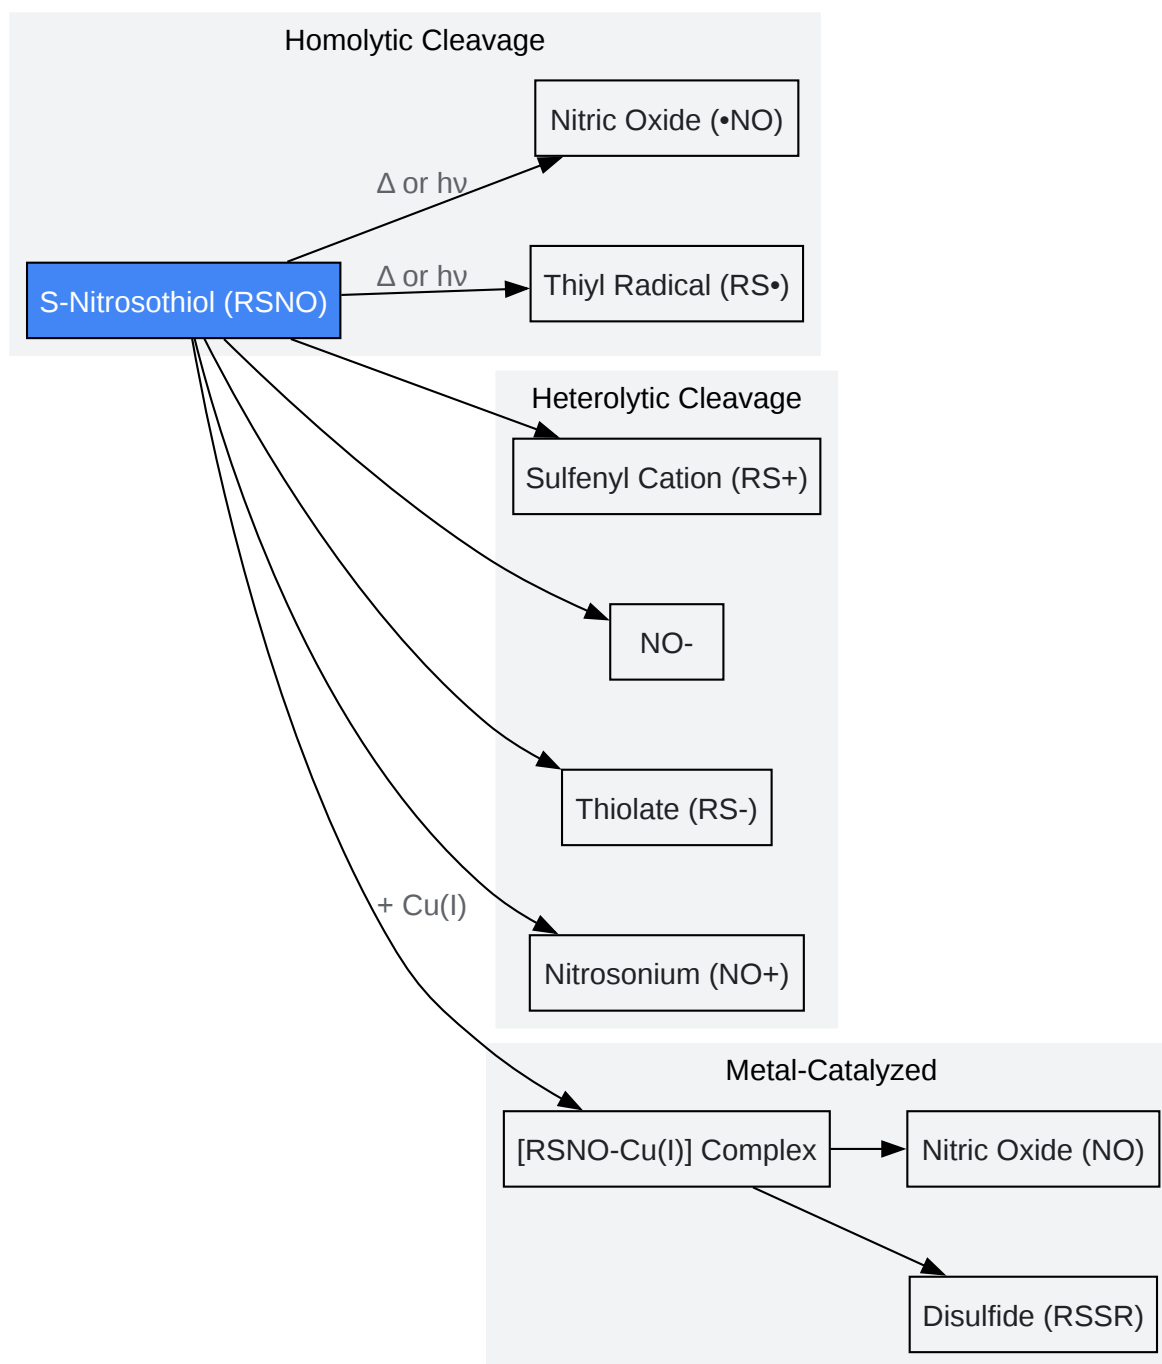 Homolytic Cleavage
Nitric Oxide (•NO)
Δ or hν
Δ or hν
Thiyl Radical (RS•)
S-Nitrosothiol (RSNO)
Heterolytic Cleavage
Sulfenyl Cation (RS+)
NO-
Thiolate (RS-)
+ Cu(I)
Nitrosonium (NO+)
Metal-Catalyzed
[RSNO-Cu(I)] Complex
Nitric Oxide (NO)
Disulfide (RSSR)